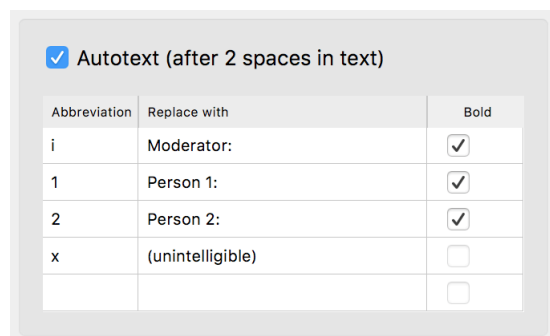 Autotext (after 2 spaces in text)
Abbreviation Replace with Bold
i Moderator:
1 Person 1:
2 Person 2:
x (unintelligible)